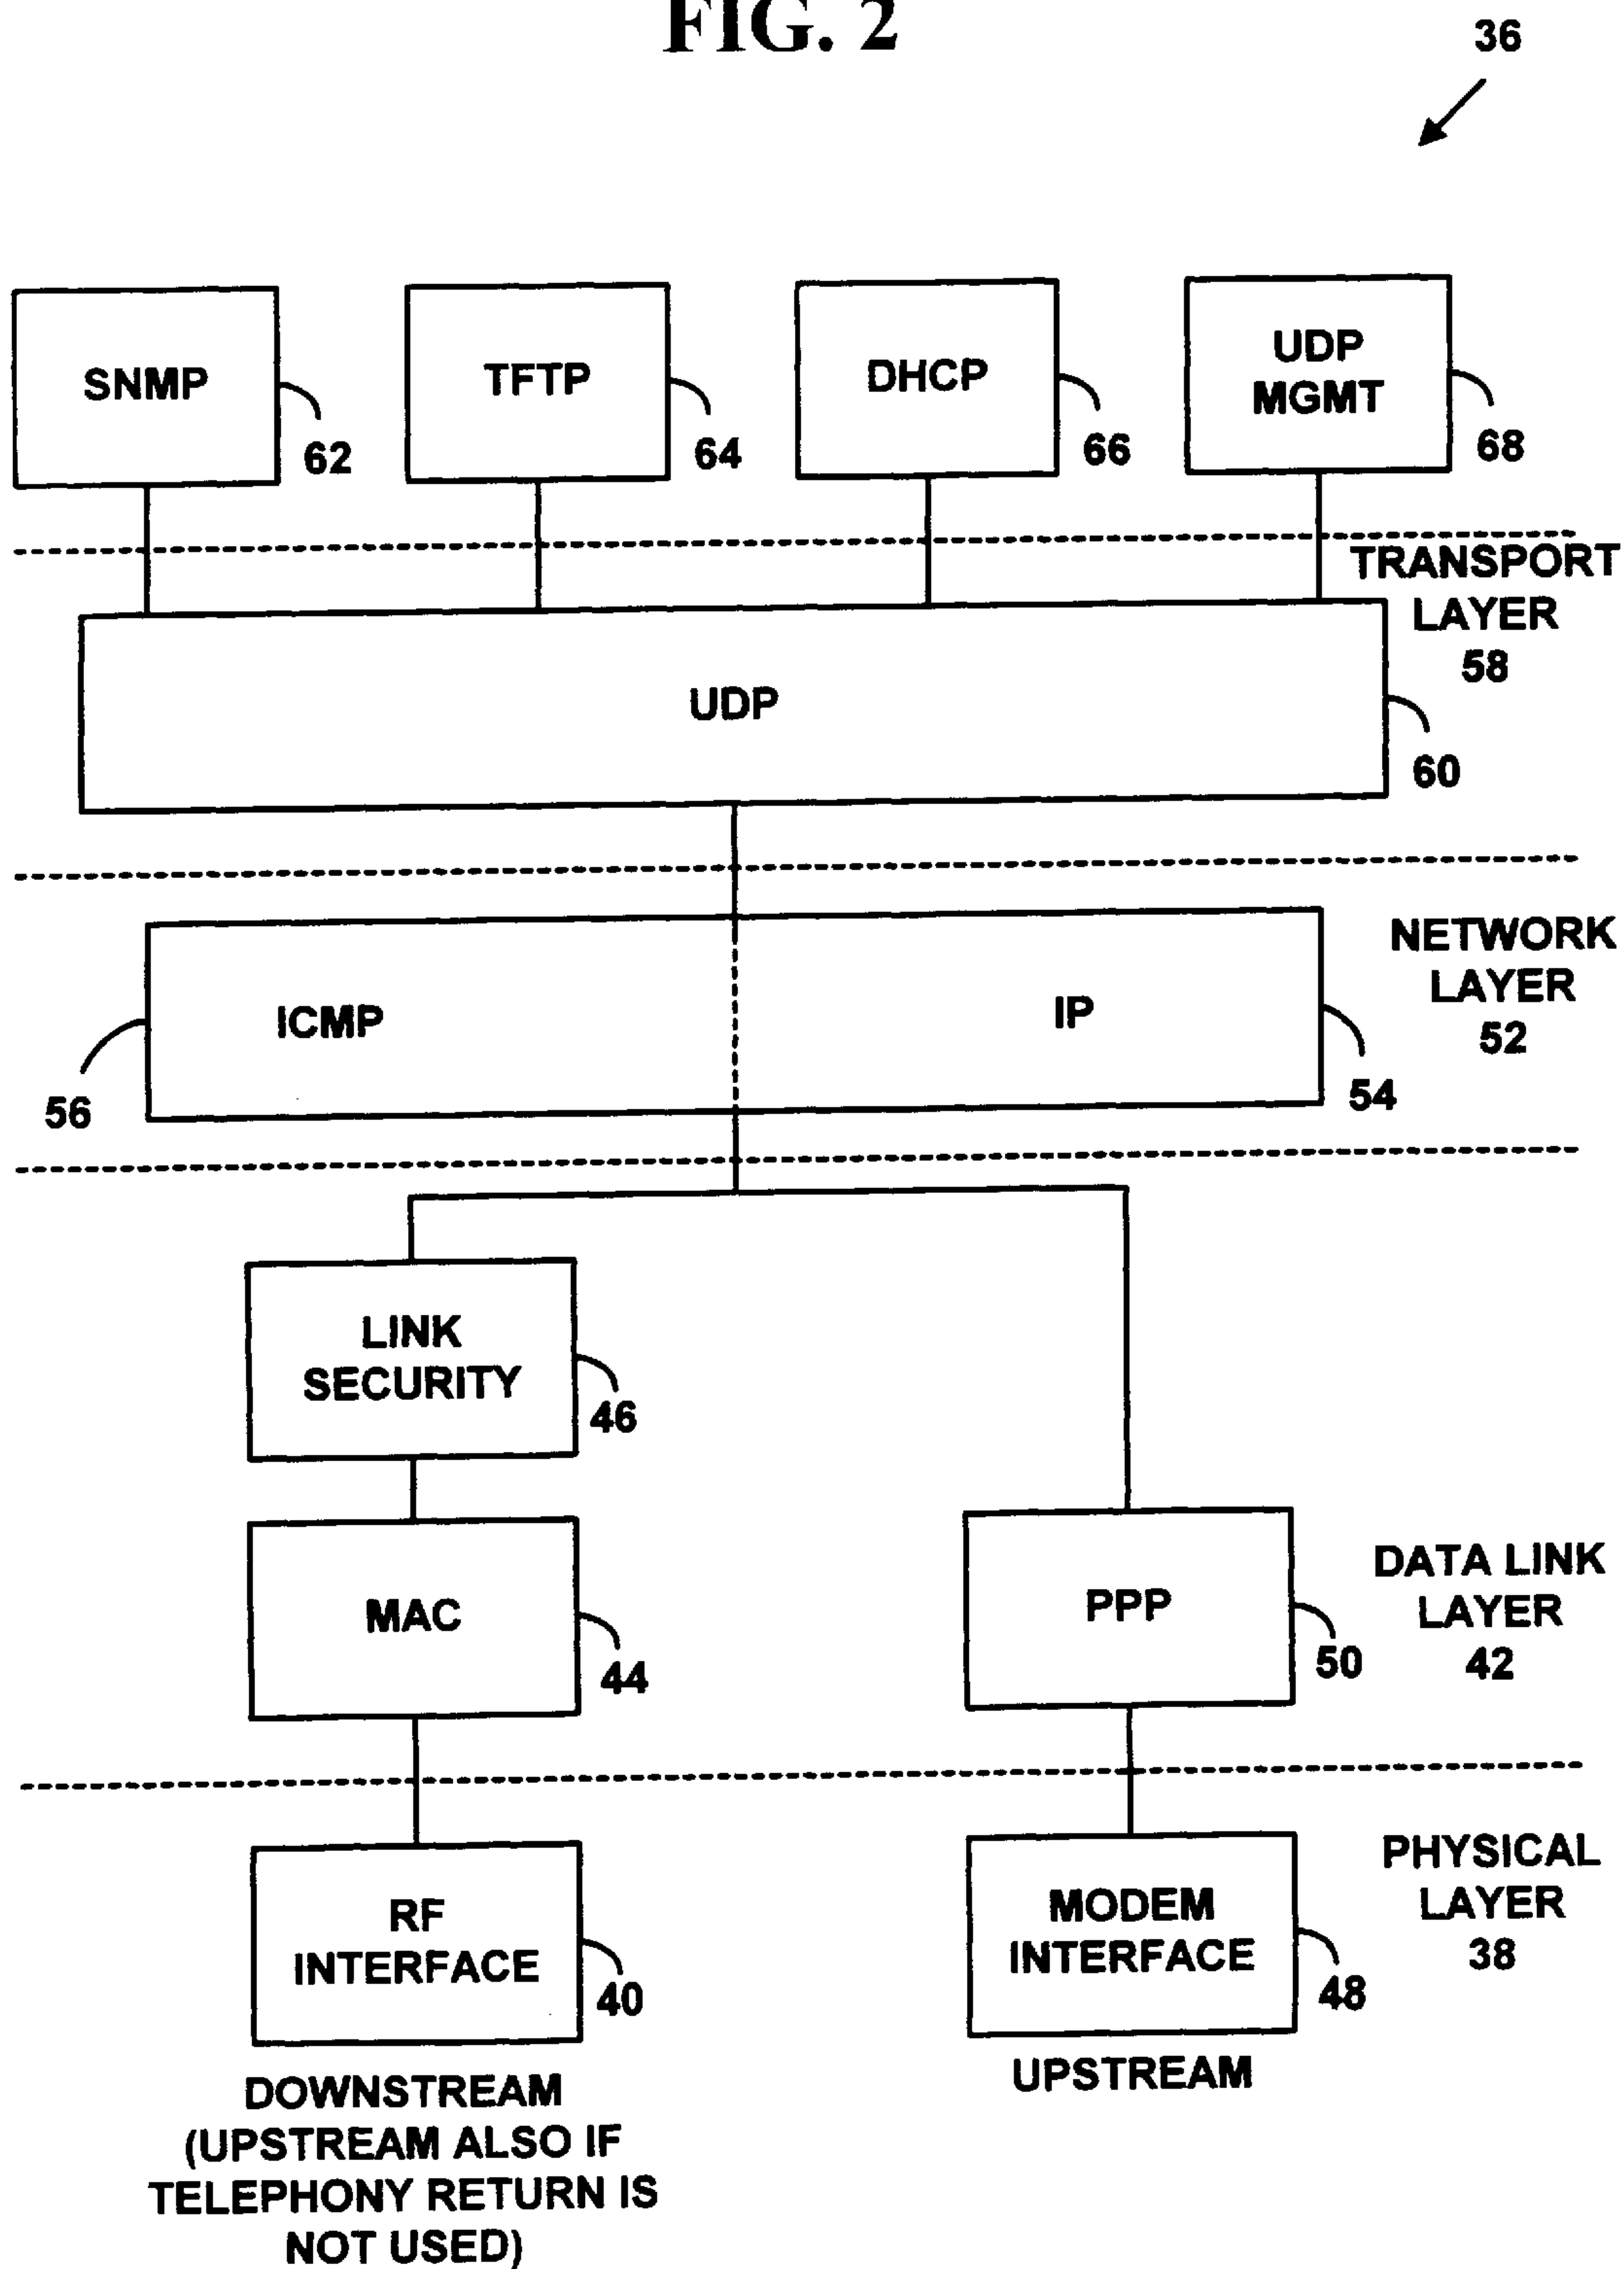 FIG. 2
36
SNMP
62
TFTP
64
DHCP
66
UDP
MGMT
68
TRANSPORT
LAYER
58
UDP
60
NETWORK
LAYER
52
ICMP
56
IP
54
LINK
SECURITY
46
MAC
44
PPP
50
DATA LINK
LAYER
42
PHYSICAL
LAYER
38
RF
INTERFACE
40
MODEM
INTERFACE
48
DOWNSTREAM
(UPSTREAM ALSO IF
TELEPHONY RETURN IS
NOT USED)
UPSTREAM